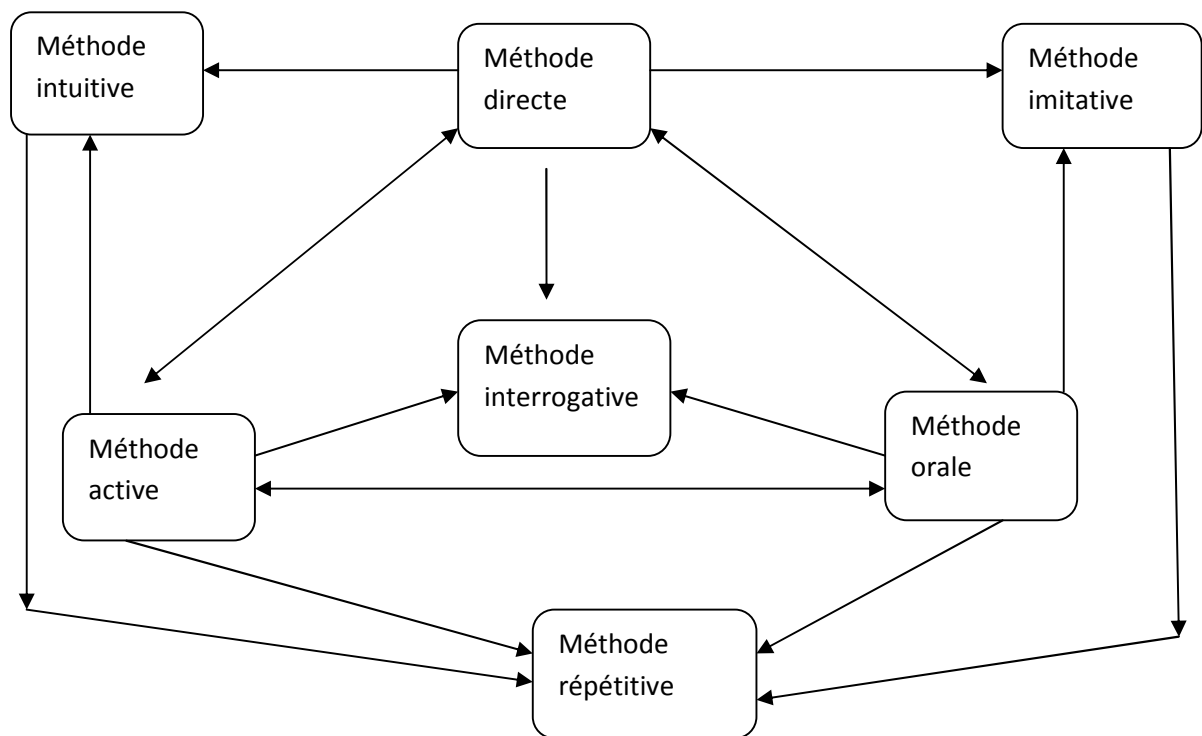 Méthode
intuitive
Méthode
directe
Méthode
imitative
Méthode
interrogative
Méthode
active
Méthode
orale
Méthode
répétitive